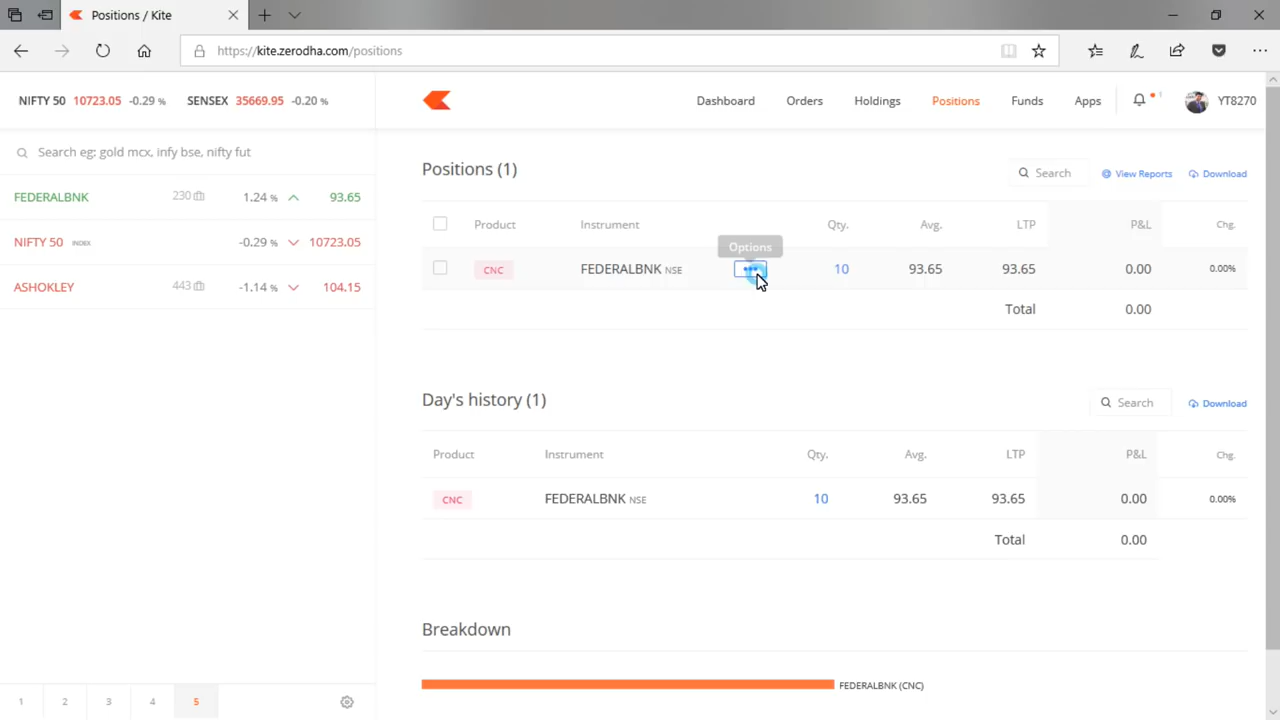 Positions / Kite
https://kite.zerodha.com/positions
NIFTY 50 10723.05 -0.29 % SENSEX 35669.95 -0.20 %
Dashboard Orders Holdings Positions Funds Apps 1 YT8270
Search eg: gold mcx, infy bse, nifty fut
FEDERALBNK 230 1.24 % 93.65
NIFTY 50 INDEX -0.29 % 10723.05
ASHOKLEY 443 -1.14 % 104.15
Positions (1) Search View Reports Download
Product Instrument Qty. Avg. LTP P&L Chg.
Options
CNC FEDERALBNK NSE 10 93.65 93.65 0.00 0.00%
Total 0.00
Day's history (1) Search Download
Product Instrument Qty. Avg. LTP P&L Chg.
CNC FEDERALBNK NSE 10 93.65 93.65 0.00 0.00%
Total 0.00
Breakdown
FEDERALBNK (CNC)
1 2 3 4 5